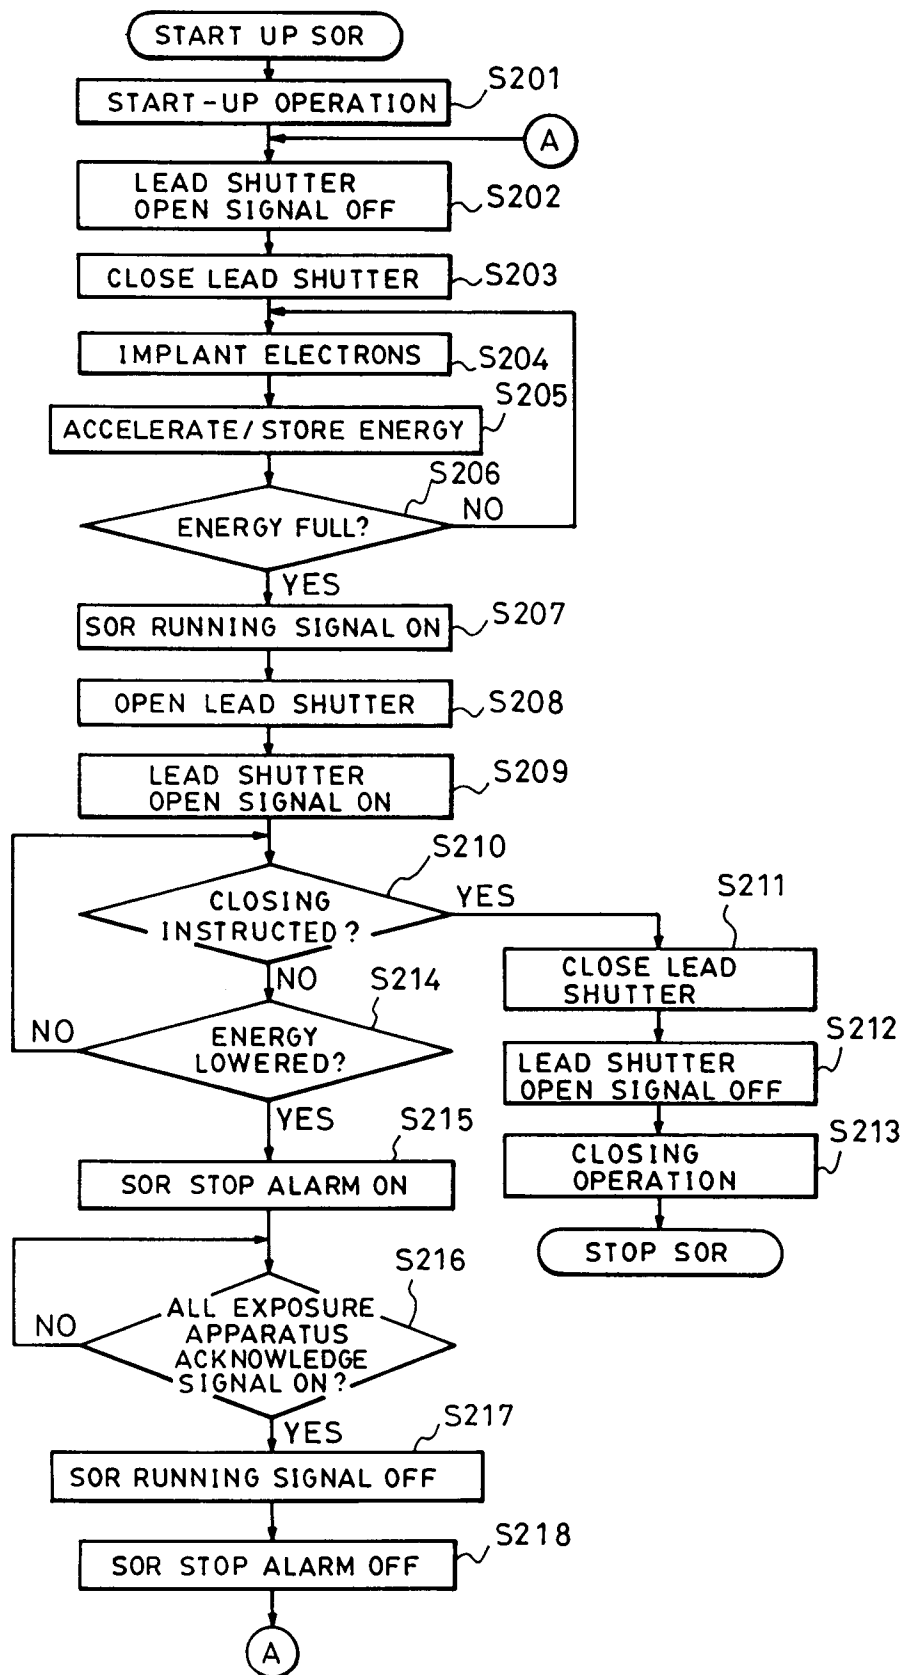 START UP SOR
S201
START-UP OPERATION
A
LEAD SHUTTER
OPEN SIGNAL OFF
S202
CLOSE LEAD SHUTTER
S203
IMPLANT ELECTRONS
S204
S205
ACCELERATE/STORE ENERGY
S206
ENERGY FULL?
NO
YES
SOR RUNNING SIGNAL ON
S207
OPEN LEAD SHUTTER
S208
LEAD SHUTTER
OPEN SIGNAL ON
S209
S210
CLOSING
INSTRUCTED?
YES
NO
S211
CLOSE LEAD
SHUTTER
S212
LEAD SHUTTER
OPEN SIGNAL OFF
S213
CLOSING
OPERATION
STOP SOR
S214
ENERGY
LOWERED?
NO
YES
S215
SOR STOP ALARM ON
S216
ALL EXPOSURE
APPARATUS
ACKNOWLEDGE
SIGNAL ON?
NO
YES
S217
SOR RUNNING SIGNAL OFF
S218
SOR STOP ALARM OFF
A